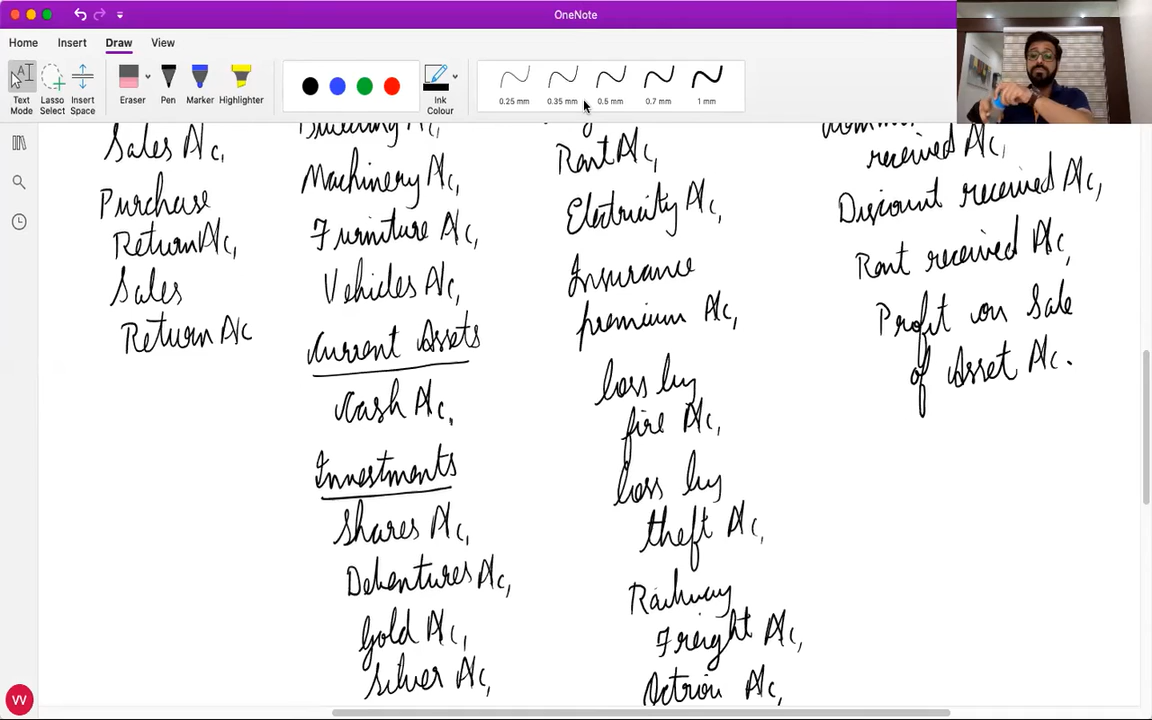 OneNote
Home Insert Draw View
Text Mode
Lasso Select
Insert Space
Eraser
Pen
Marker
Highlighter
Ink Colour
0.25 mm
0.35 mm
0.5 mm
0.7 mm
1 mm
Sales A/c,
Purchase
Return A/c,
Sales
Return A/c
Building A/c,
Machinery A/c,
Furniture A/c,
Vehicles A/c,
Current Assets
Cash A/c.
Investments
Shares A/c,
Debentures A/c,
Gold A/c,
Silver A/c,
Rent A/c,
Electricity A/c,
Insurance
premium A/c,
loss by
fire A/c,
loss by
theft A/c,
Railway
Freight A/c,
Octroi A/c,
received A/c,
Discount received A/c,
Rent received A/c,
Profit on Sale
of Asset A/c.
VV